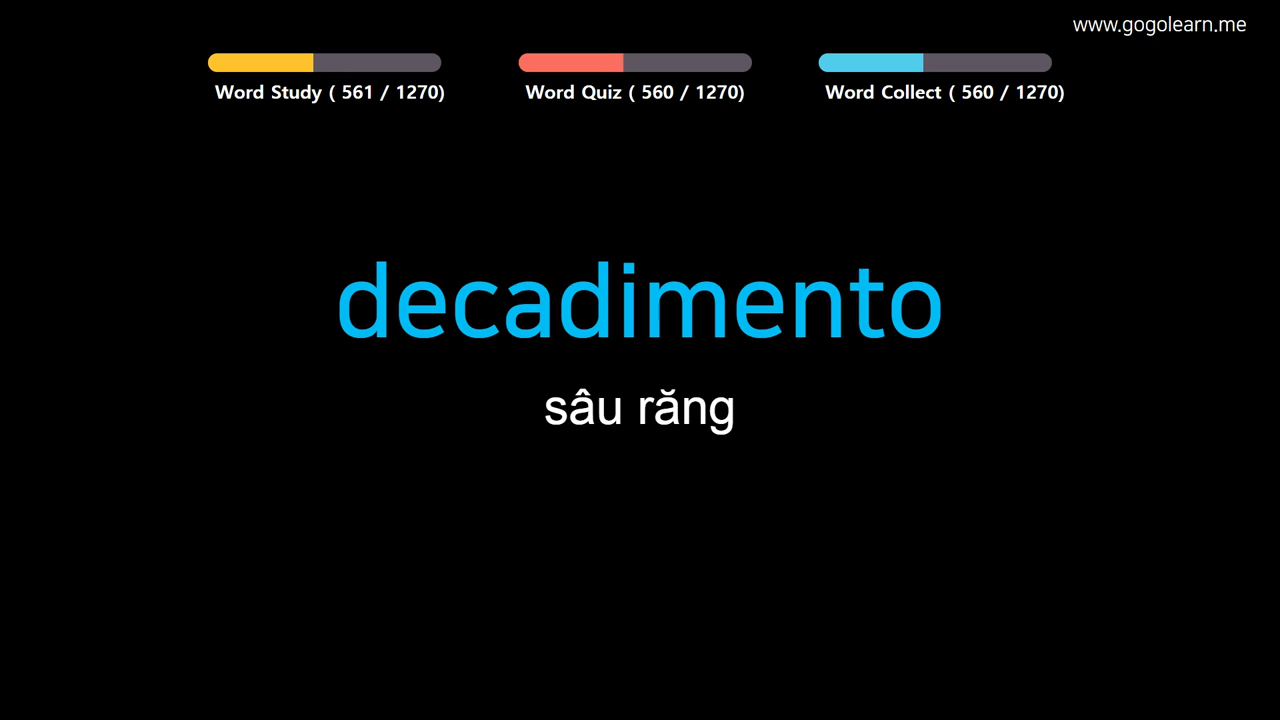 www.gogolearn.me
Word Study ( 561 / 1270)
Word Quiz ( 560 / 1270)
Word Collect ( 560 / 1270)
decadimento
sâu răng